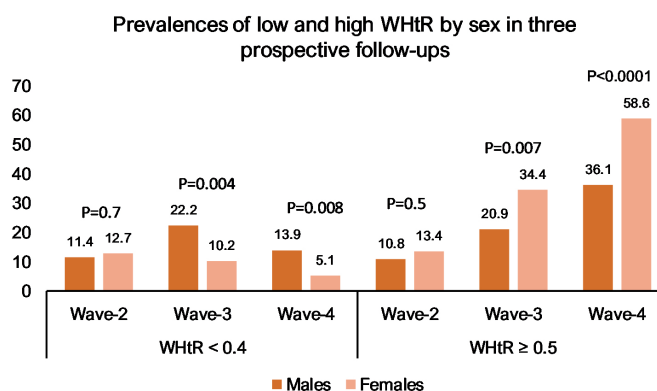 Prevalences of low and high WHtR by sex in three
prospective follow-ups
70
60
50
40
30
20
10
0
P=0.7
11.4
12.7
P=0.004
22.2
10.2
P=0.008
13.9
5.1
P=0.5
10.8
13.4
P=0.007
20.9
34.4
P<0.0001
36.1
58.6
Wave-2 Wave-3 Wave-4 Wave-2 Wave-3 Wave-4
WHtR < 0.4 WHtR ≥ 0.5
Males Females